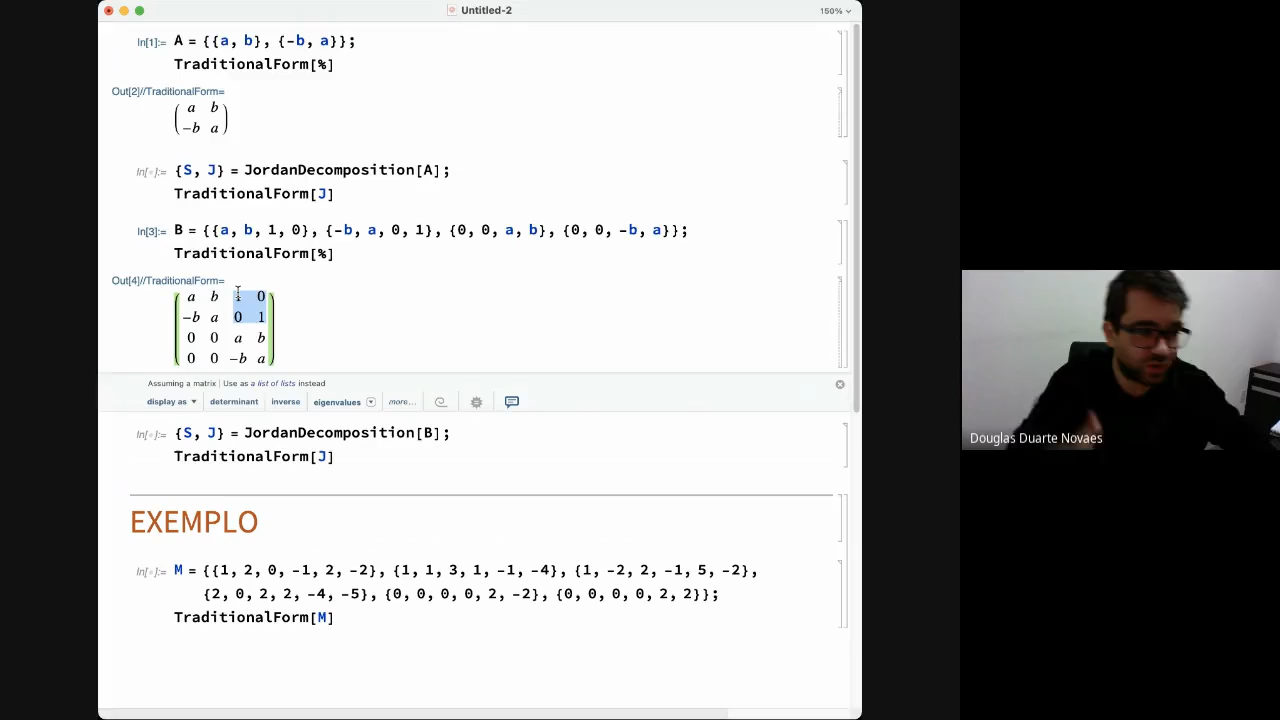 Untitled-2
150%
In[1]:= A = {{a, b}, {-b, a}};
TraditionalForm[%]
Out[2]//TraditionalForm=
a b
-b a
In[◦]:= {S, J} = JordanDecomposition[A];
TraditionalForm[J]
In[3]:= B = {{a, b, 1, 0}, {-b, a, 0, 1}, {0, 0, a, b}, {0, 0, -b, a}};
TraditionalForm[%]
Out[4]//TraditionalForm=
a b 1 0
-b a 0 1
0 0 a b
0 0 -b a
Assuming a matrix | Use as a list of lists instead
display as determinant inverse eigenvalues more...
In[◦]:= {S, J} = JordanDecomposition[B];
TraditionalForm[J]
EXEMPLO
In[◦]:= M = {{1, 2, 0, -1, 2, -2}, {1, 1, 3, 1, -1, -4}, {1, -2, 2, -1, 5, -2},
{2, 0, 2, 2, -4, -5}, {0, 0, 0, 0, 2, -2}, {0, 0, 0, 0, 2, 2}};
TraditionalForm[M]
Douglas Duarte Novaes